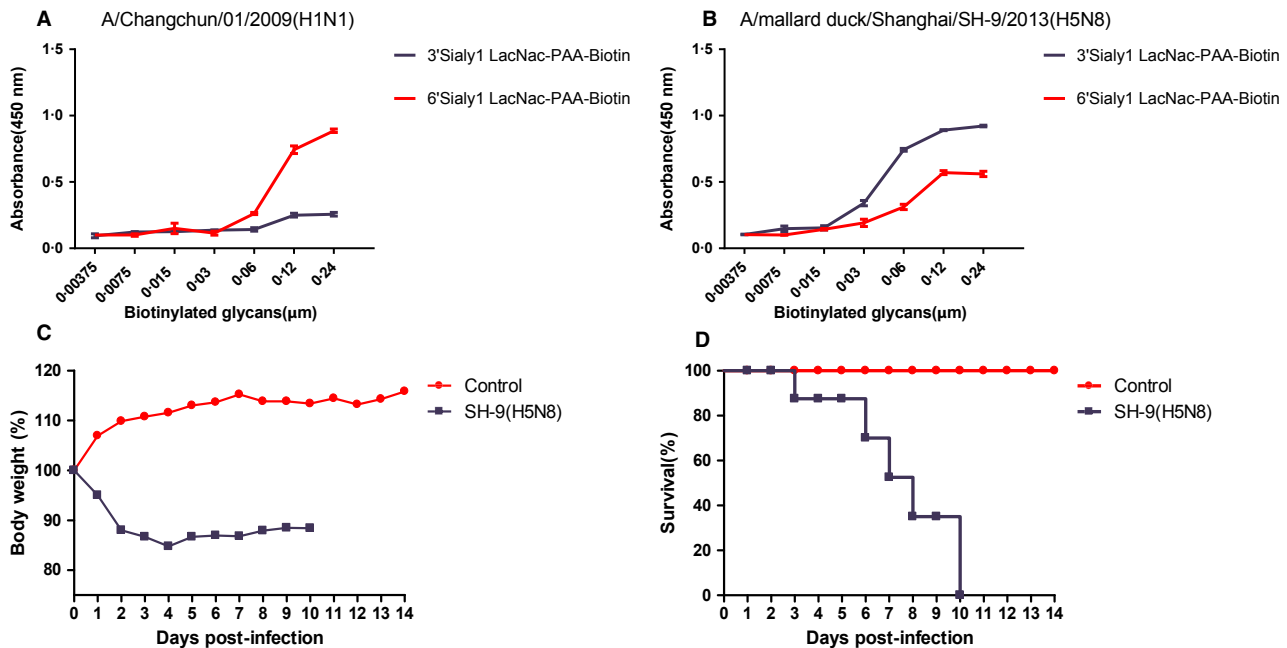 A
A/Changchun/01/2009(H1N1)
1·5
1·0
0·5
0·0
Absorbance(450 nm)
0·00375
0·0075
0·015
0·03
0·06
0·12
0·24
Biotinylated glycans(μm)
3'Sialy1 LacNac-PAA-Biotin
6'Sialy1 LacNac-PAA-Biotin
B
A/mallard duck/Shanghai/SH-9/2013(H5N8)
1·5
1·0
0·5
0·0
Absorbance(450 nm)
0·00375
0·0075
0·015
0·03
0·06
0·12
0·24
Biotinylated glycans(μm)
3'Sialy1 LacNac-PAA-Biotin
6'Sialy1 LacNac-PAA-Biotin
C
120
110
100
90
80
Body weight (%)
0 1 2 3 4 5 6 7 8 9 10 11 12 13 14
Days post-infection
Control
SH-9(H5N8)
D
100
80
60
40
20
0
Survival(%)
0 1 2 3 4 5 6 7 8 9 10 11 12 13 14
Days post-infection
Control
SH-9(H5N8)